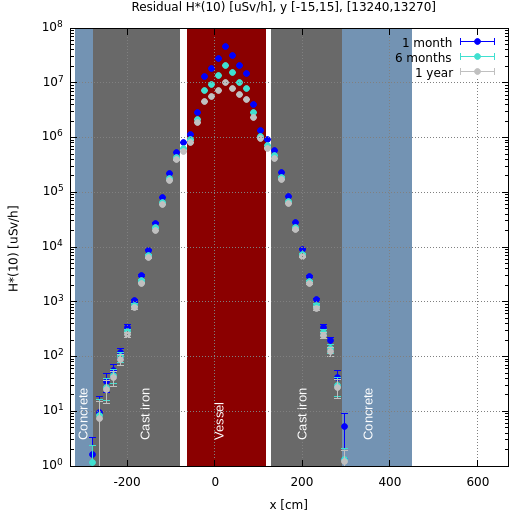 Residual H*(10) [uSv/h], y [-15,15], [13240,13270]
10^8
1 month
6 months
1 year
10^7
10^6
10^5
10^4
10^3
10^2
10^1
10^0
H*(10) [uSv/h]
Concrete
Cast iron
Vessel
Cast iron
Concrete
-200
0
200
400
600
x [cm]